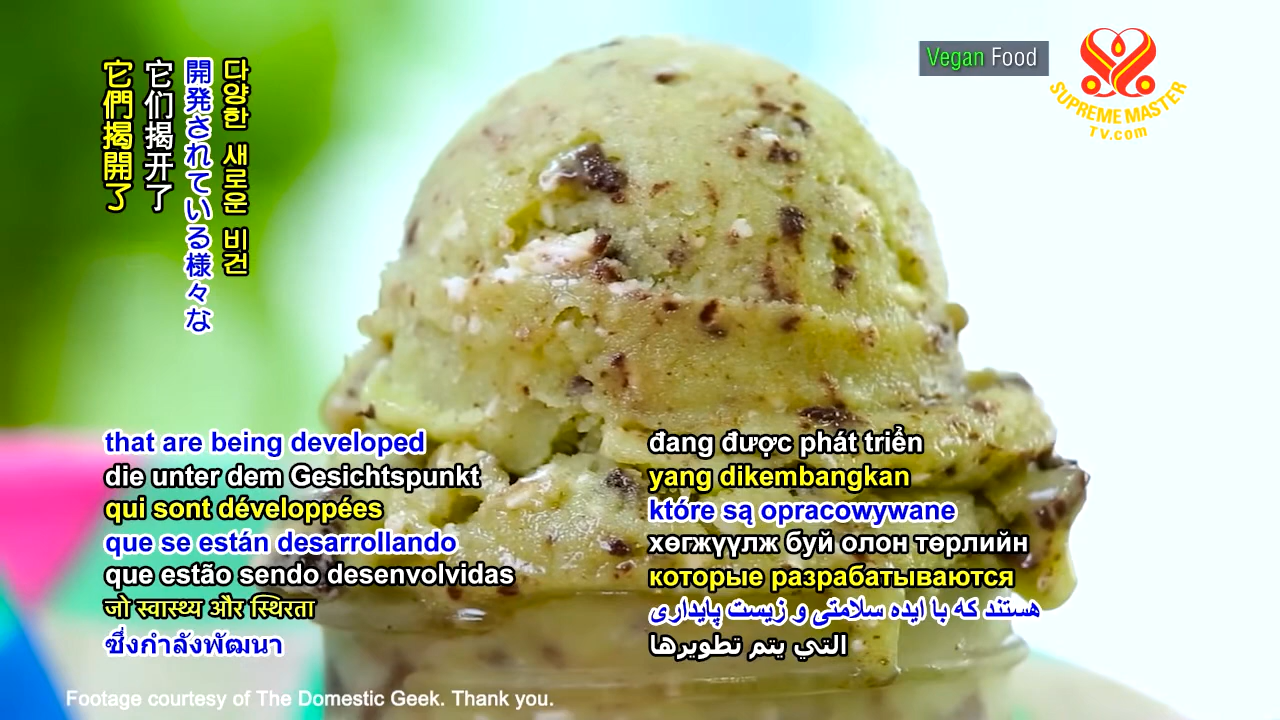 Vegan Food
SUPREME MASTER
TV.com
다양한 새로운 비건
開発されている様々な
它们揭开了
它們揭開了
that are being developed
die unter dem Gesichtspunkt
qui sont développées
que se están desarrollando
que estão sendo desenvolvidas
जो स्वास्थ्य और स्थिरता
ซึ่งกำลังพัฒนา
đang được phát triển
yang dikembangkan
które są opracowywane
хөгжүүлж буй олон төрлийн
которые разрабатываются
هستند که با ایده سلامتی و زیست پایداری
التي يتم تطويرها
Footage courtesy of The Domestic Geek. Thank you.